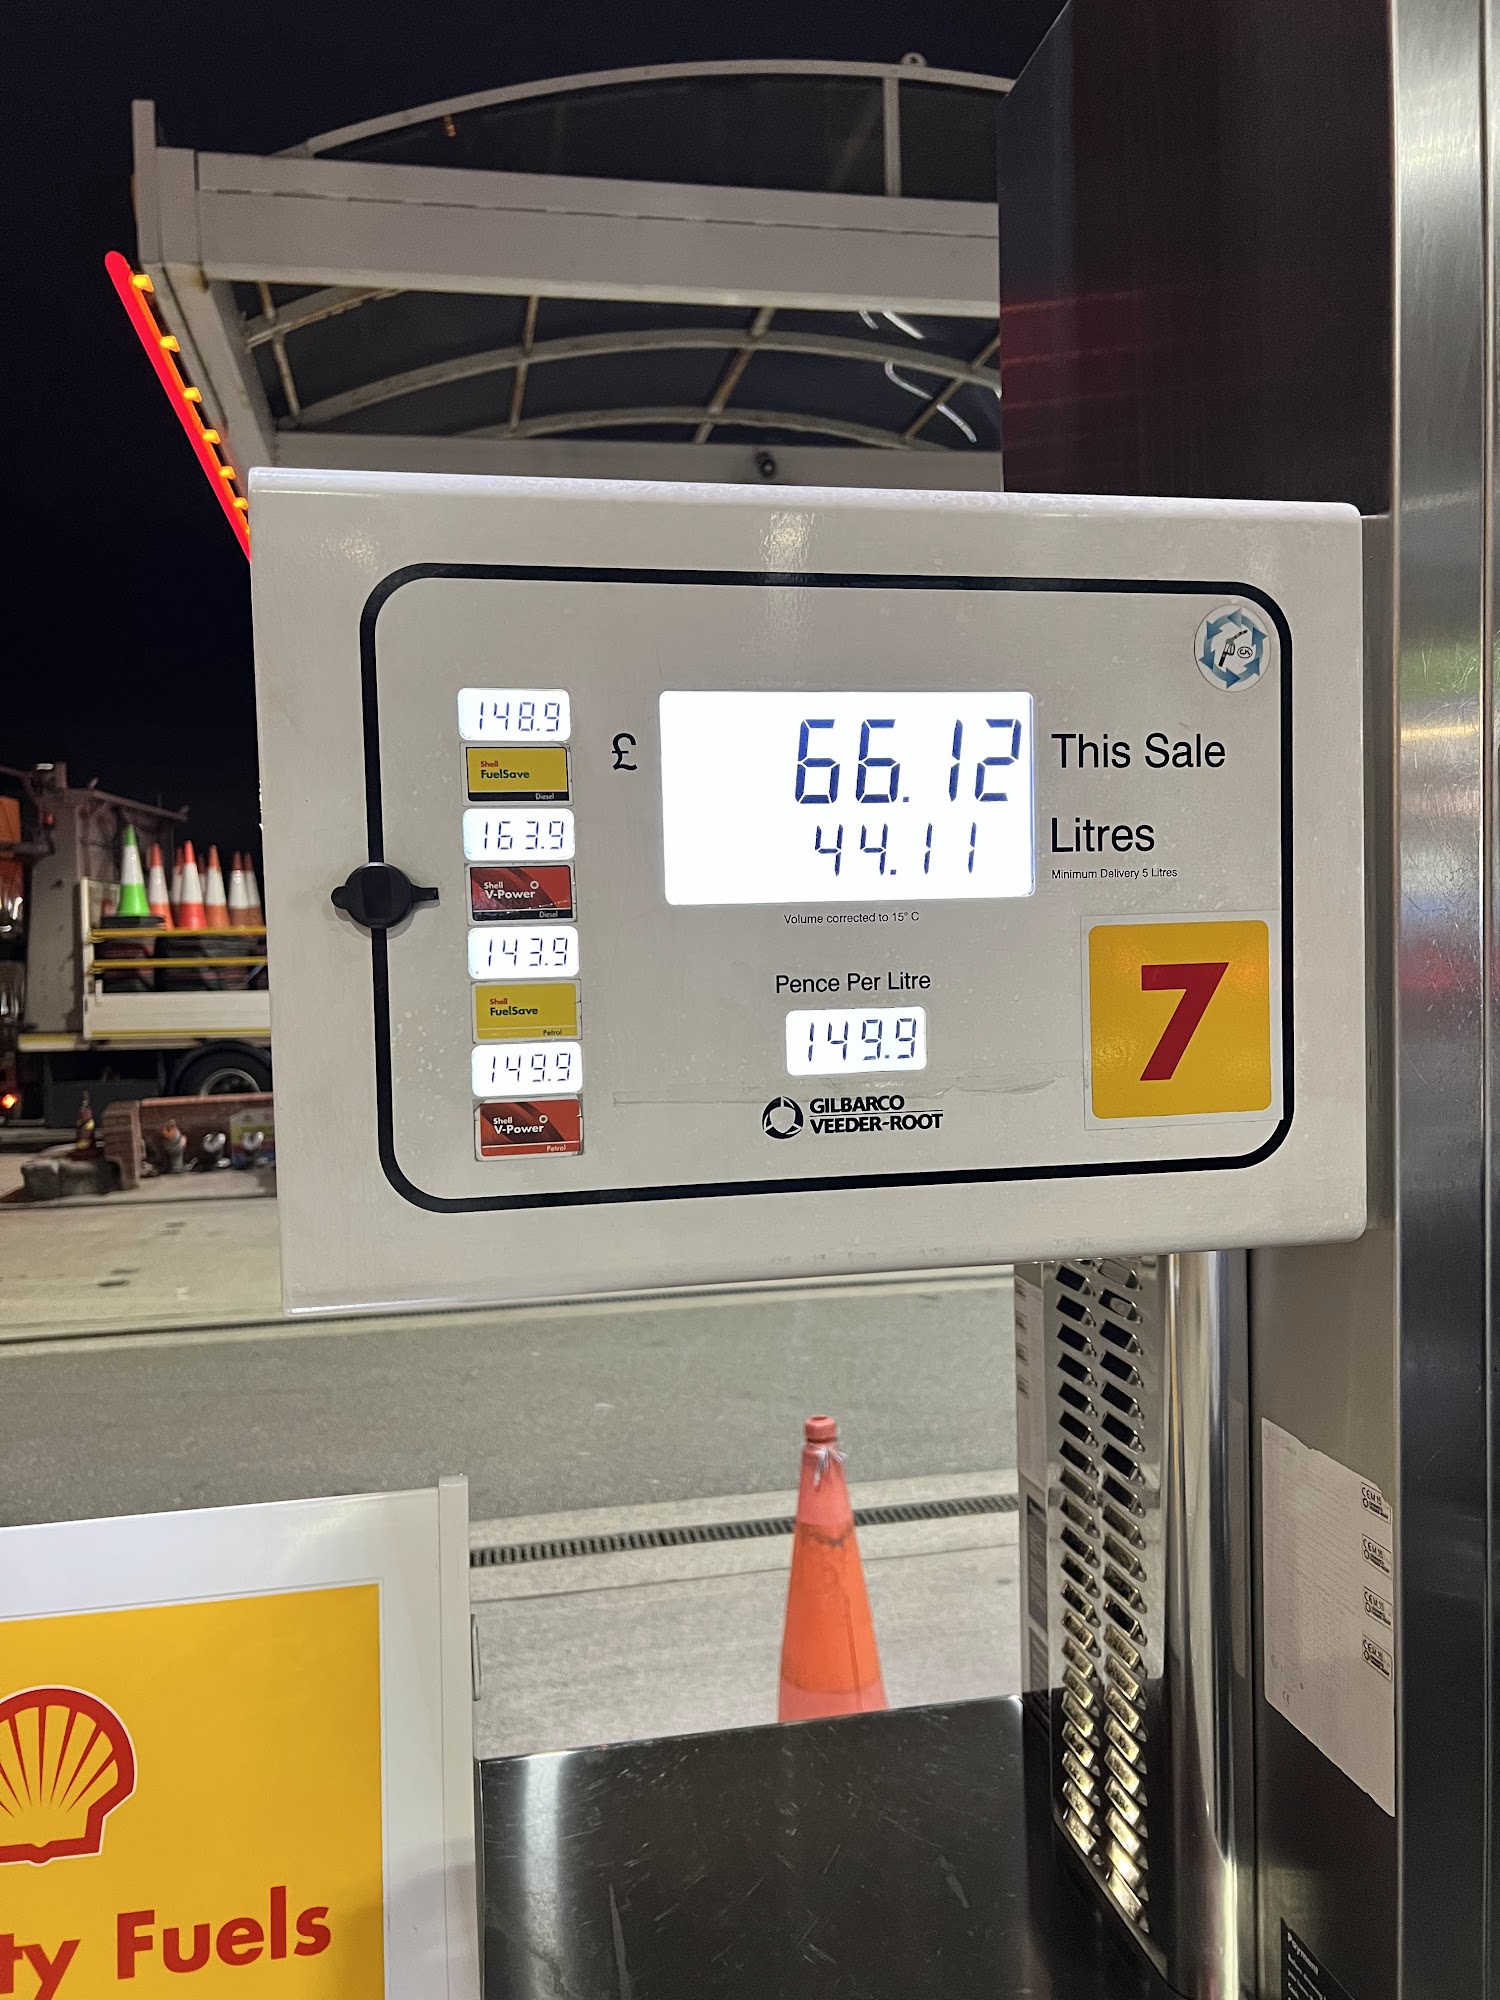 148.9
Shell
FuelSave
Diesel
163.9
Shell
V-Power
Diesel
143.9
Shell
FuelSave
Petrol
149.9
Shell
V-Power
Petrol
£ 66.12 This Sale
44.11 Litres
Minimum Delivery 5 Litres
Volume corrected to 15° C
Pence Per Litre
149.9
GILBARCO
VEEDER-ROOT
7
ty Fuels